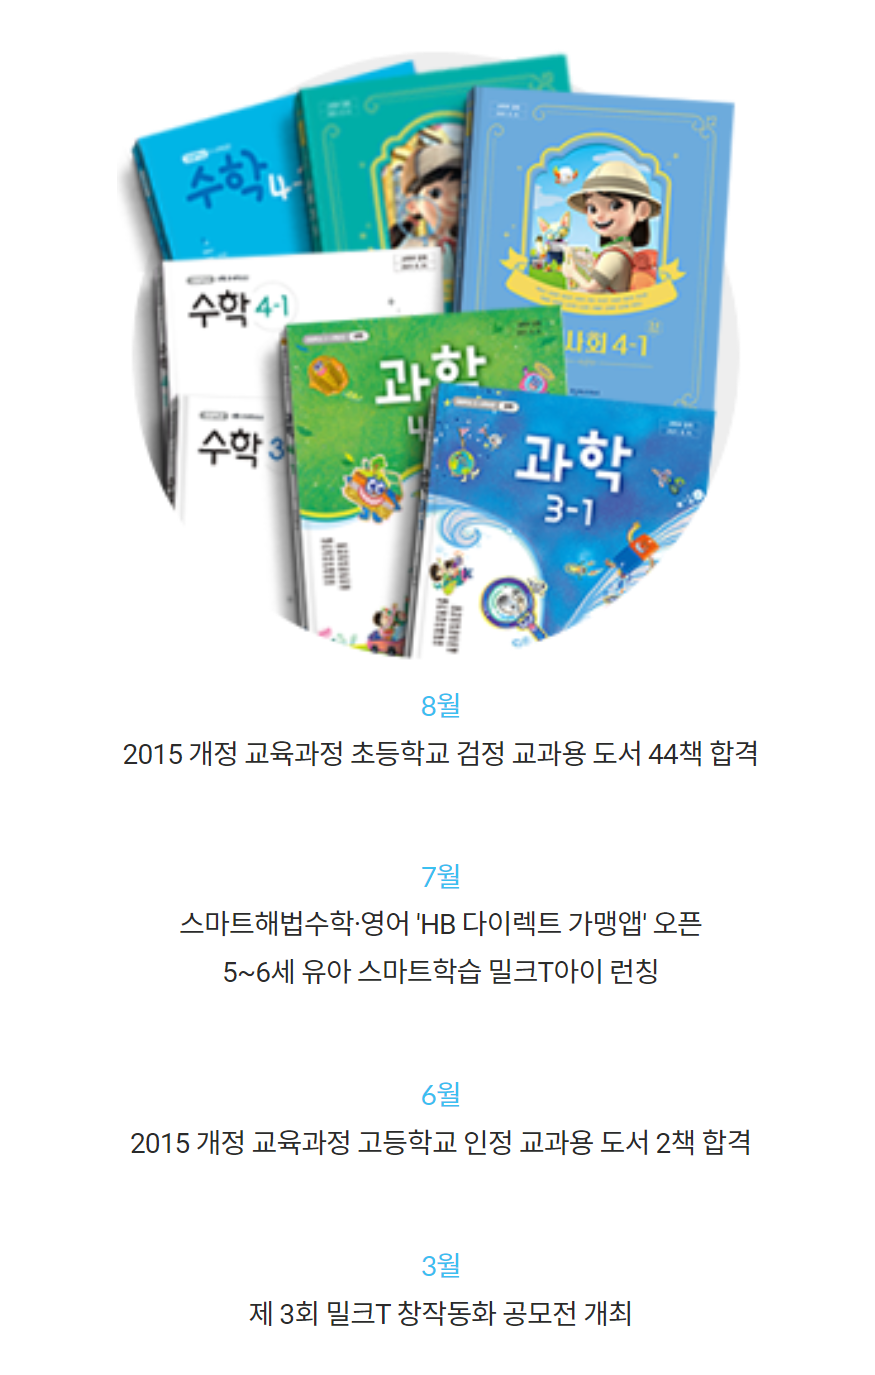 수학 4-
수학 4-1
사회 4-1
과학
4
수학 3
과학
3-1
8월
2015 개정 교육과정 초등학교 검정 교과용 도서 44책 합격
7월
스마트해법수학·영어 'HB 다이렉트 가맹앱' 오픈
5~6세 유아 스마트학습 밀크T아이 런칭
6월
2015 개정 교육과정 고등학교 인정 교과용 도서 2책 합격
3월
제 3회 밀크T 창작동화 공모전 개최